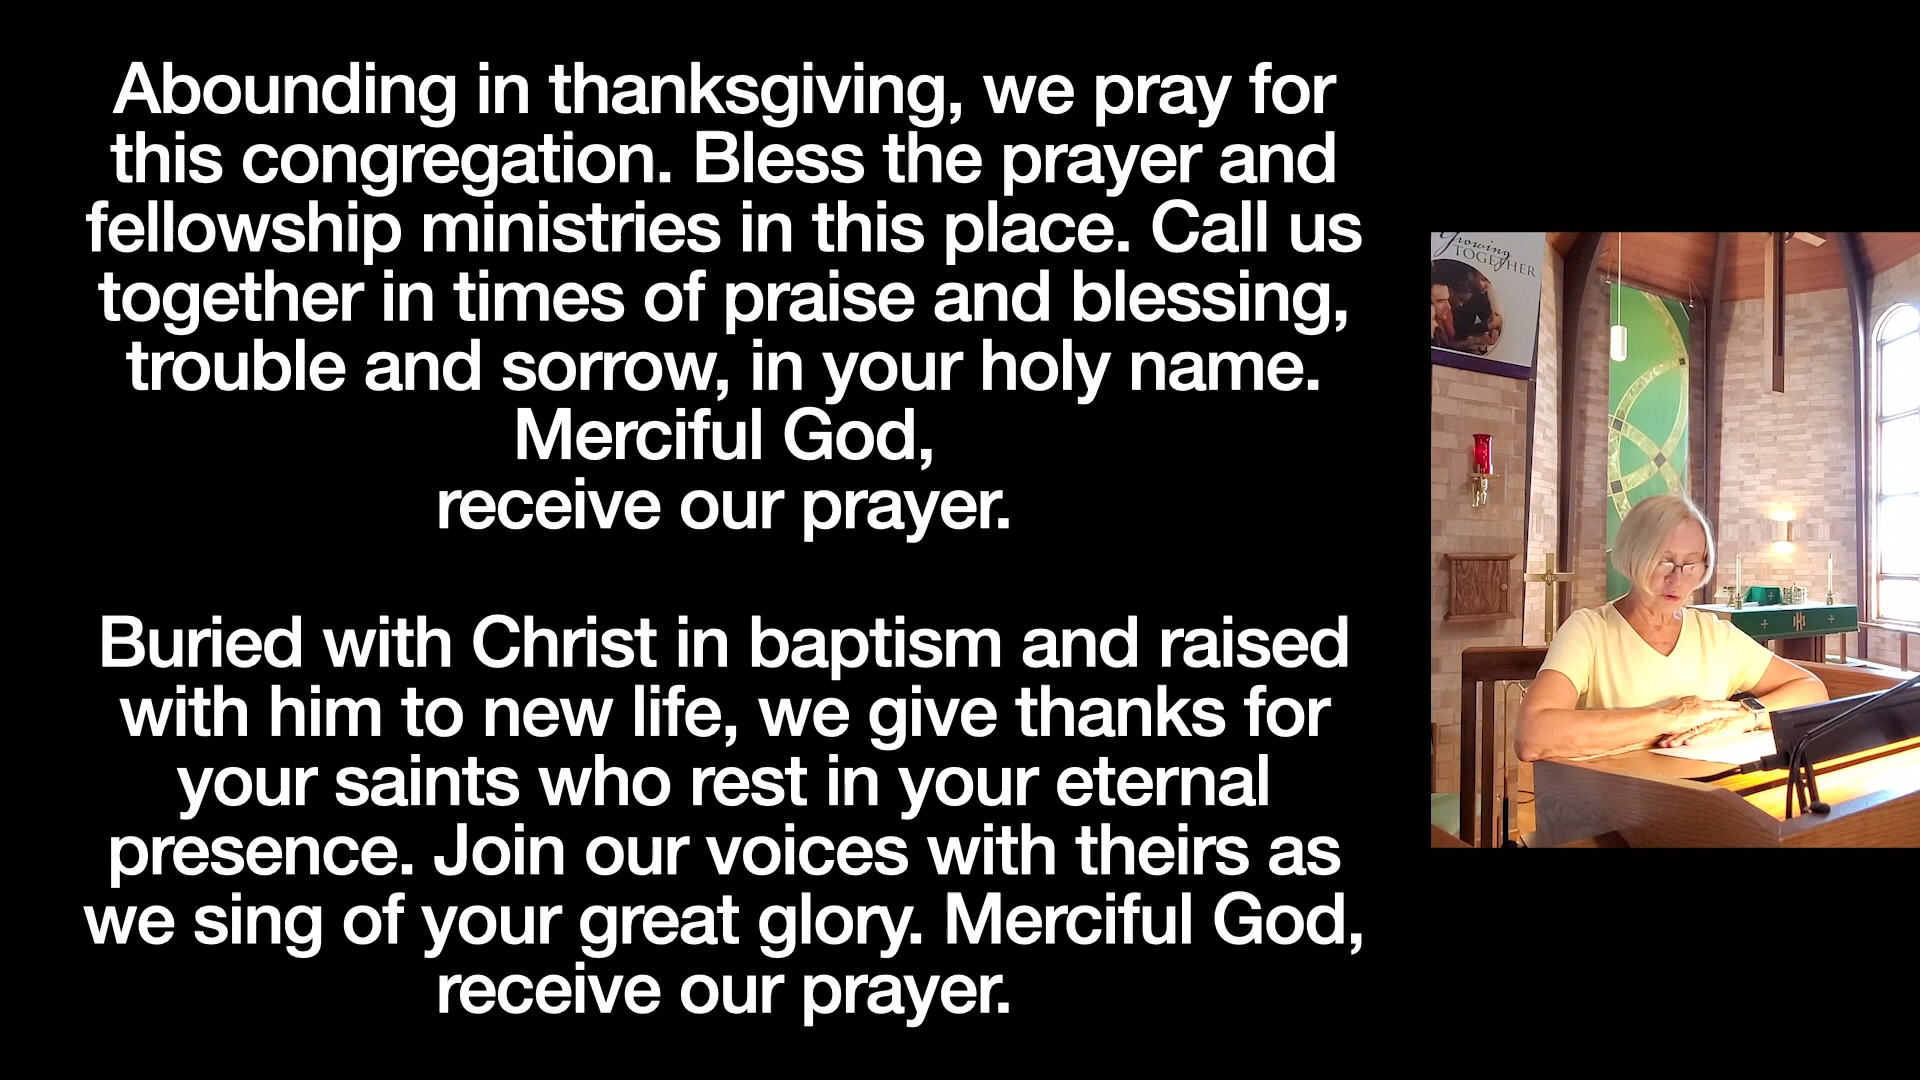 Abounding in thanksgiving, we pray for
this congregation. Bless the prayer and
fellowship ministries in this place. Call us
together in times of praise and blessing,
trouble and sorrow, in your holy name.
Merciful God,
receive our prayer.
Buried with Christ in baptism and raised
with him to new life, we give thanks for
your saints who rest in your eternal
presence. Join our voices with theirs as
we sing of your great glory. Merciful God,
receive our prayer.
Growing
TOGETHER
IHS